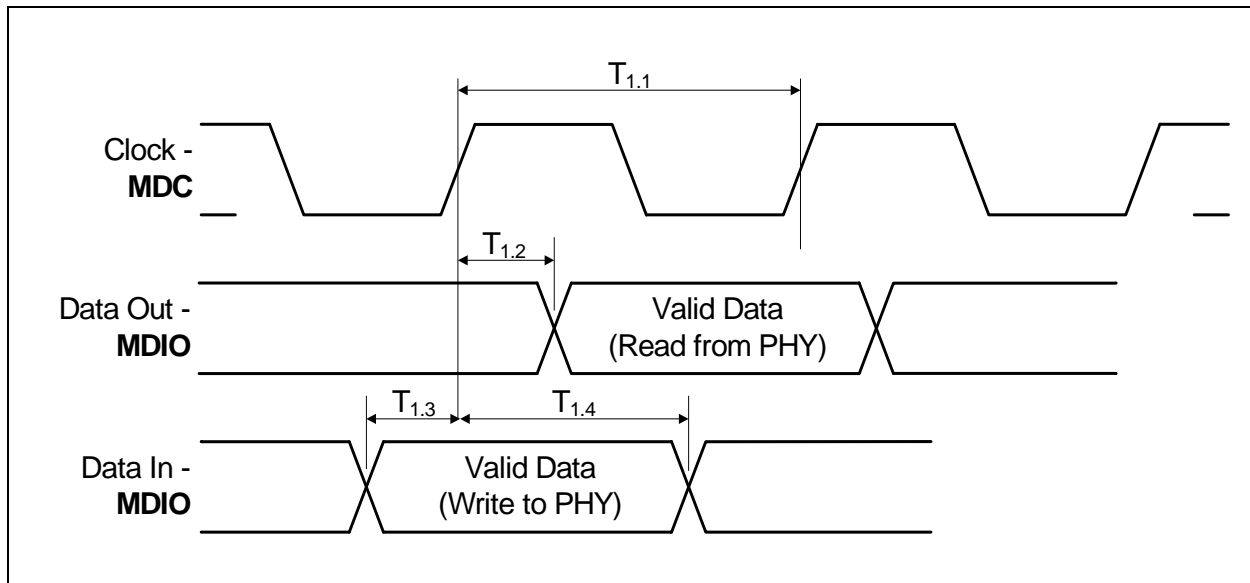 T1.1
Clock -
MDC
T1.2
Data Out -
MDIO
Valid Data
(Read from PHY)
T1.3
T1.4
Data In -
MDIO
Valid Data
(Write to PHY)